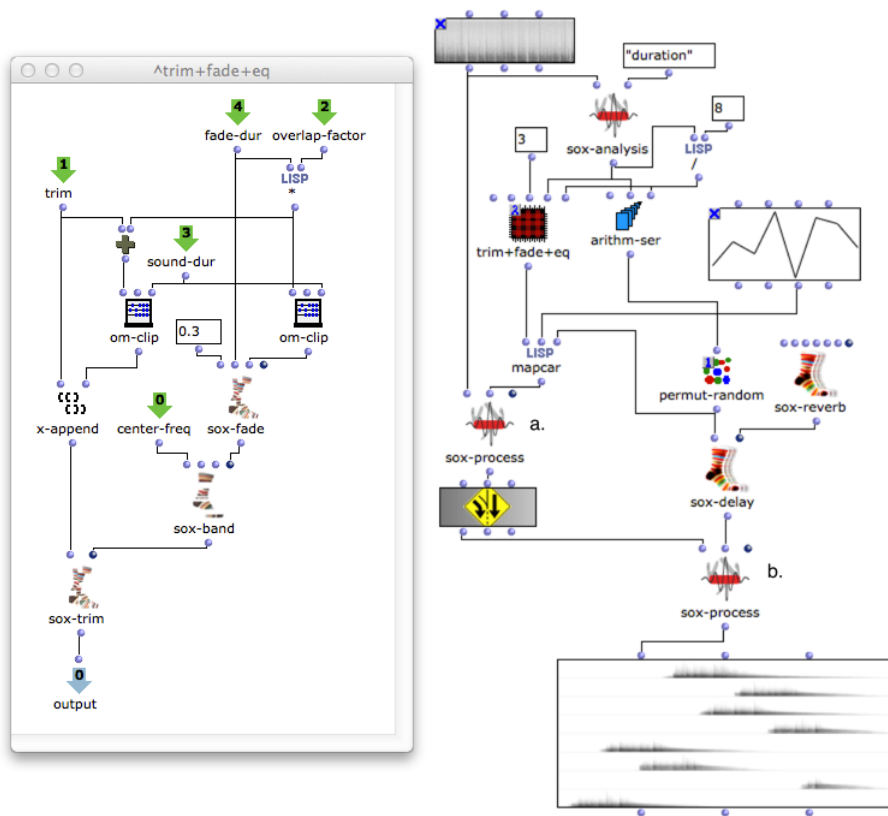 ^trim+fade+eq
4
2
fade-dur
overlap-factor
1
LISP
*
trim
3
sound-dur
0.3
om-clip
om-clip
0
x-append
center-freq
sox-fade
sox-band
sox-trim
0
output
"duration"
8
3
sox-analysis
LISP
/
trim+fade+eq
arithm-ser
LISP
mapcar
1
permut-random
sox-reverb
a.
sox-process
sox-delay
b.
sox-process